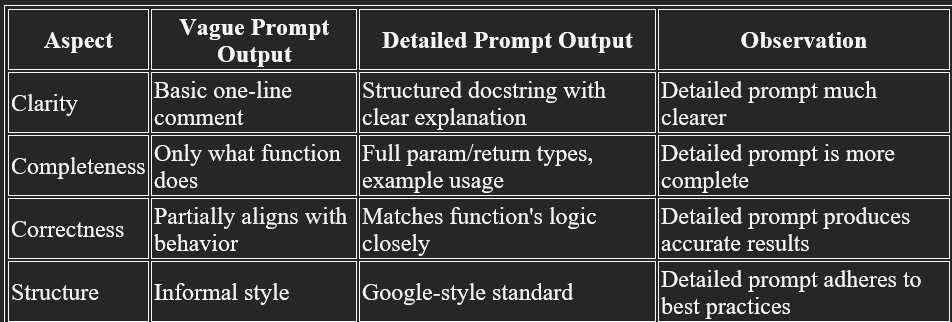 Aspect
Vague Prompt
Output
Detailed Prompt Output
Observation
Clarity
Basic one-line
comment
Structured docstring with
clear explanation
Detailed prompt much
clearer
Completeness
Only what function
does
Full param/return types,
example usage
Detailed prompt is more
complete
Correctness
Partially aligns with
behavior
Matches function's logic
closely
Detailed prompt produces
accurate results
Structure
Informal style
Google-style standard
Detailed prompt adheres to
best practices